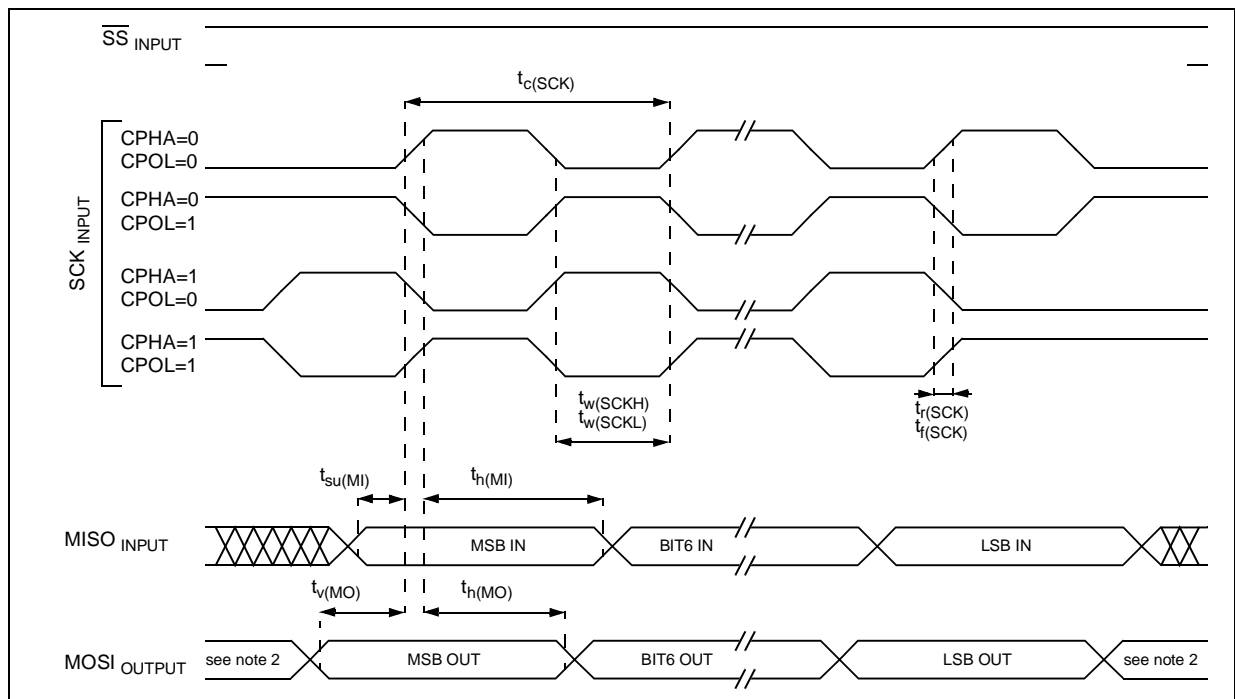 SS INPUT
tc(SCK)
SCK INPUT
CPHA=0
CPOL=0
CPHA=0
CPOL=1
CPHA=1
CPOL=0
CPHA=1
CPOL=1
tw(SCKH)
tw(SCKL)
tr(SCK)
tf(SCK)
tsu(MI)
th(MI)
MISO INPUT
MSB IN
BIT6 IN
LSB IN
tv(MO)
th(MO)
MOSI OUTPUT
see note 2
MSB OUT
BIT6 OUT
LSB OUT
see note 2